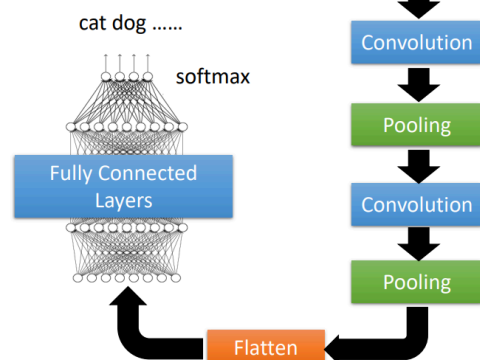 cat dog ......
softmax
Convolution
Pooling
Fully Connected
Layers
Convolution
Pooling
Flatten